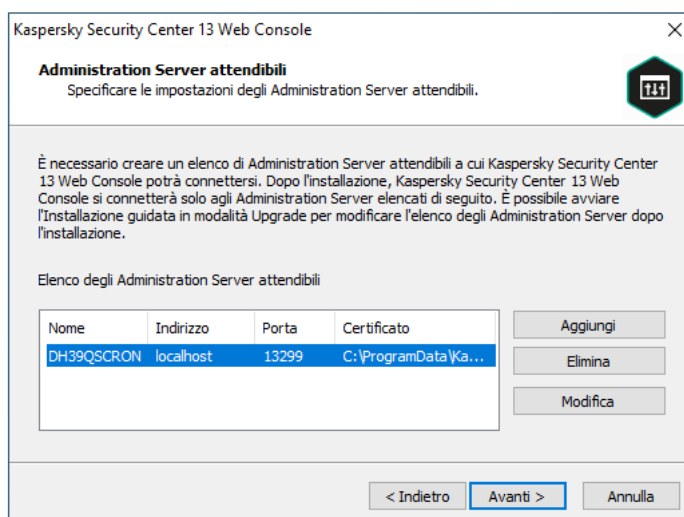 Kaspersky Security Center 13 Web Console
Administration Server attendibili
Specificare le impostazioni degli Administration Server attendibili.
È necessario creare un elenco di Administration Server attendibili a cui Kaspersky Security Center
13 Web Console potrà connettersi. Dopo l'installazione, Kaspersky Security Center 13 Web
Console si connetterà solo agli Administration Server elencati di seguito. È possibile avviare
l'Installazione guidata in modalità Upgrade per modificare l'elenco degli Administration Server dopo
l'installazione.
Elenco degli Administration Server attendibili
Nome Indirizzo Porta Certificato
DH39QSCRON localhost 13299 C:\ProgramData\Ka...
Aggiungi
Elimina
Modifica
< Indietro Avanti > Annulla